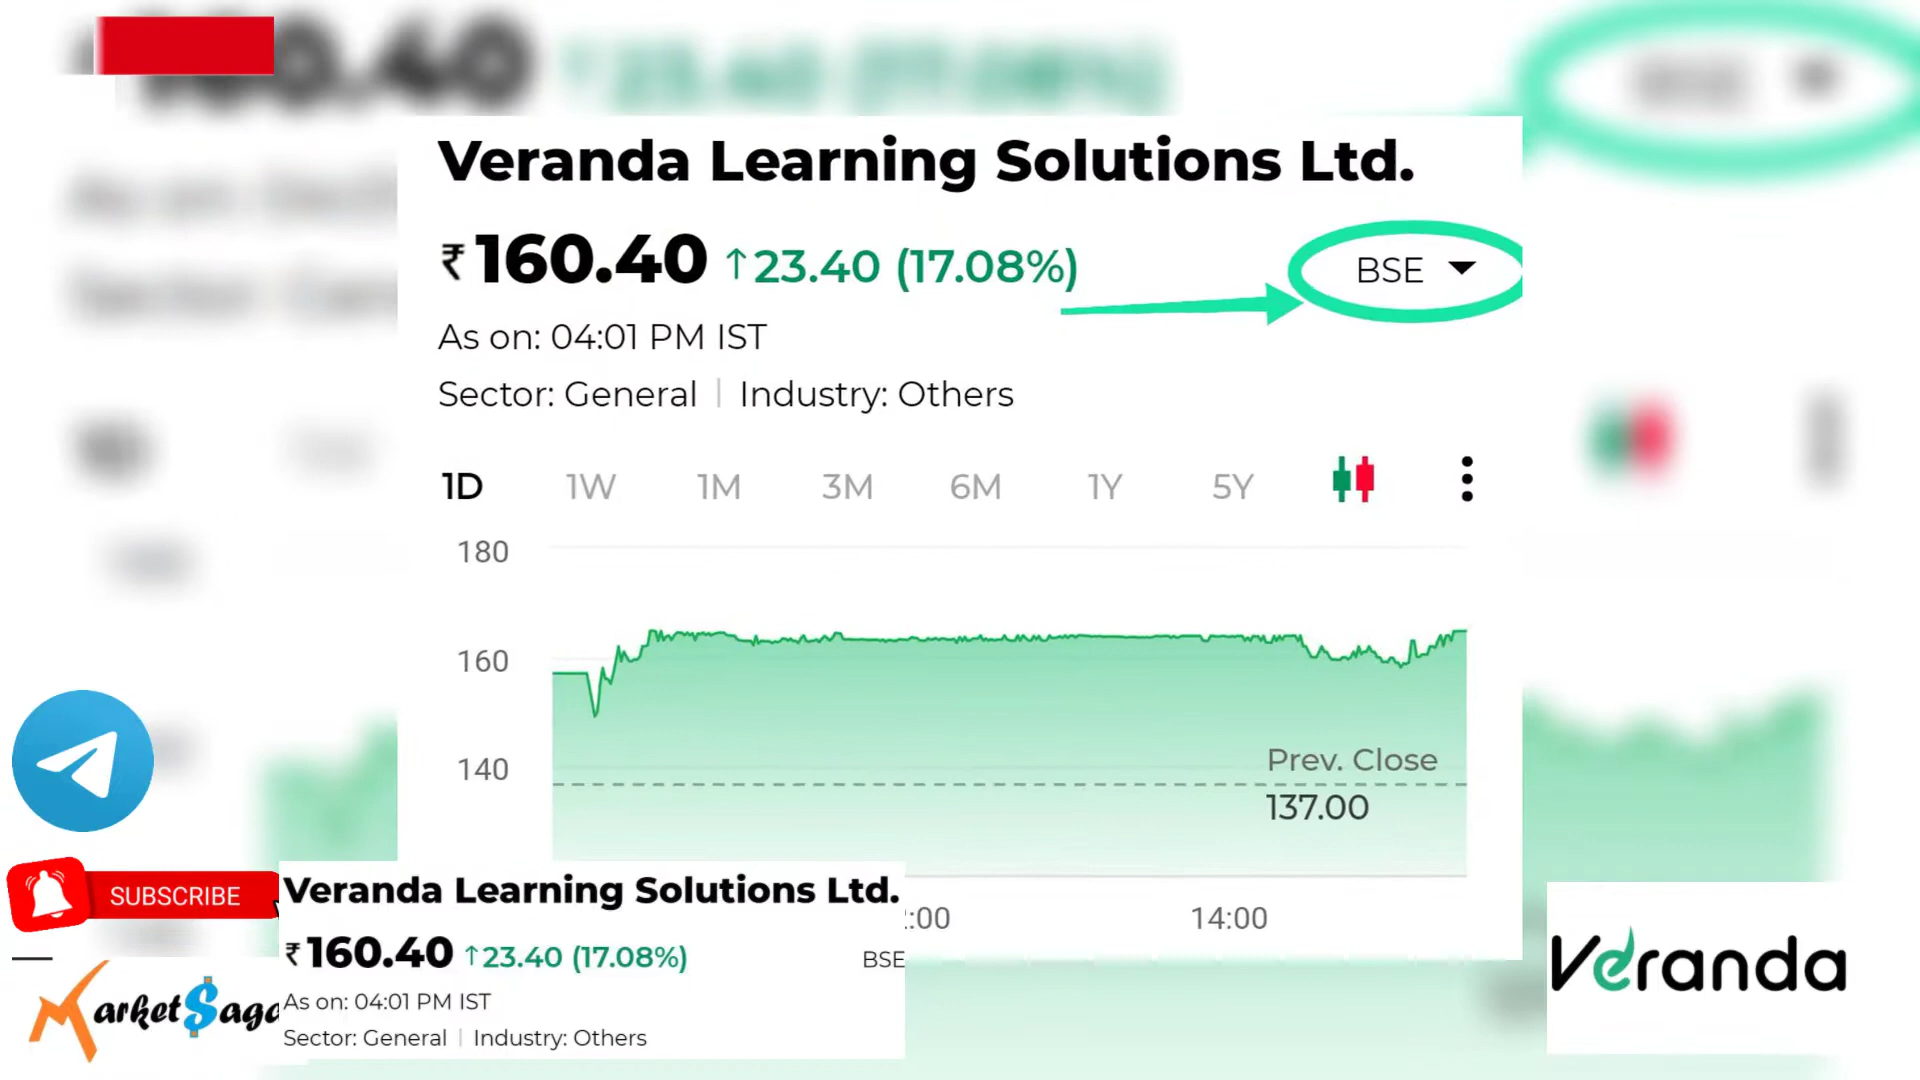 Veranda Learning Solutions Ltd.
₹160.40 ↑23.40 (17.08%)
BSE
As on: 04:01 PM IST
Sector: General | Industry: Others
1D 1W 1M 3M 6M 1Y 5Y
180
160
140
Prev. Close
137.00
:00 14:00
SUBSCRIBE
Veranda Learning Solutions Ltd.
₹160.40 ↑23.40 (17.08%)
BSE
As on: 04:01 PM IST
Sector: General | Industry: Others
Market$aga
Veranda